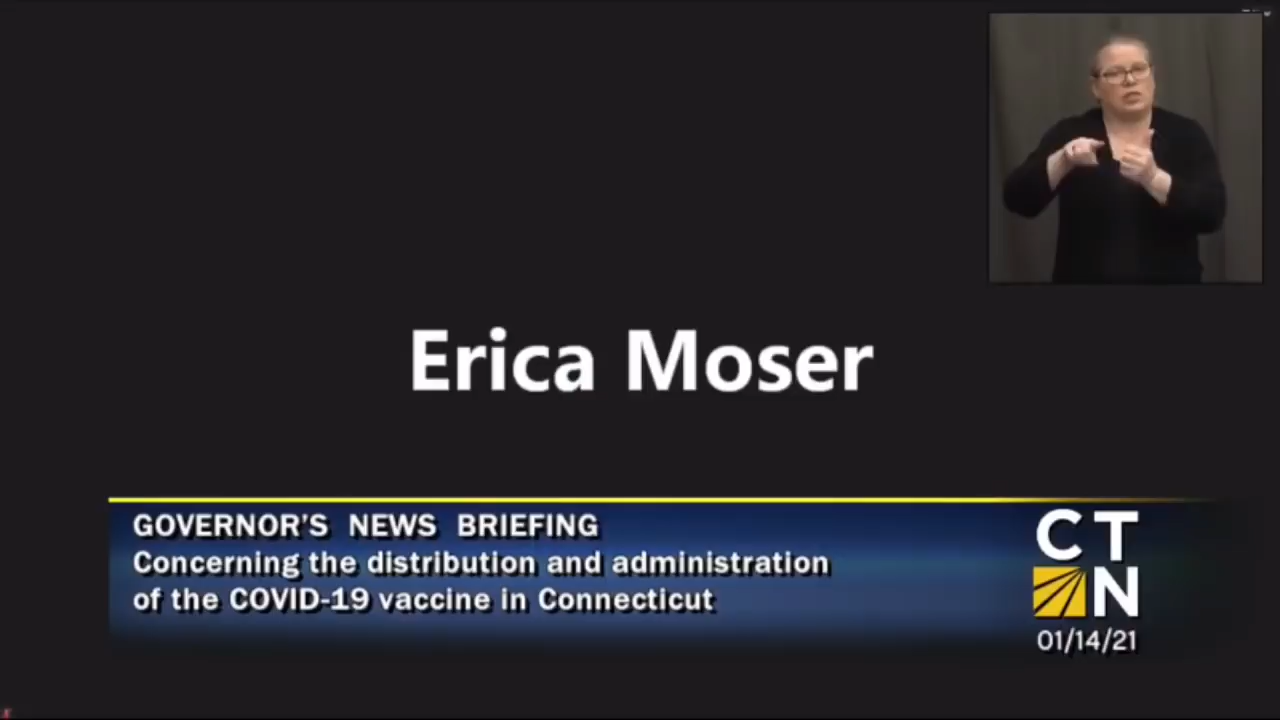 Erica Moser
GOVERNOR'S NEWS BRIEFING
Concerning the distribution and administration
of the COVID-19 vaccine in Connecticut
CT
N
01/14/21